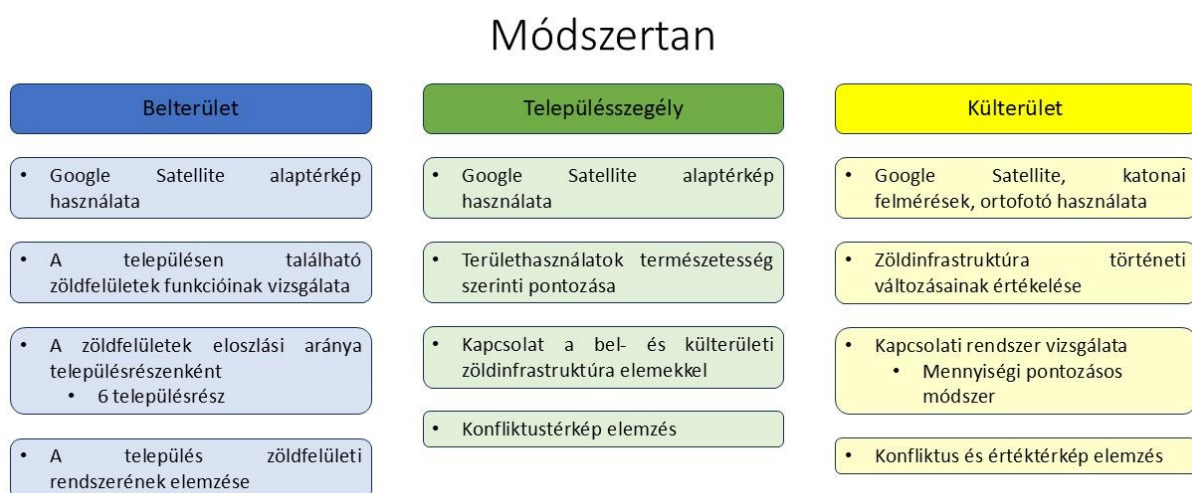 Módszertan
Belterület
• Google Satellite alaptérkép
használata
• A településen található
zöldfelületek funkcióinak vizsgálata
• A zöldfelületek eloszlási aránya
településrészenként
• 6 településrész
• A település zöldfelületi
rendszerének elemzése
Településszegély
• Google Satellite alaptérkép
használata
• Területhasználatok természetesség
szerinti pontozása
• Kapcsolat a bel- és külterületi
zöldinfrastruktúra elemekkel
• Konfliktustérkép elemzés
Külterület
• Google Satellite, katonai
felmérések, ortofotó használata
• Zöldinfrastruktúra történeti
változásainak értékelése
• Kapcsolati rendszer vizsgálata
• Mennyiségi pontozásos
módszer
• Konfliktus és értéktérkép elemzés